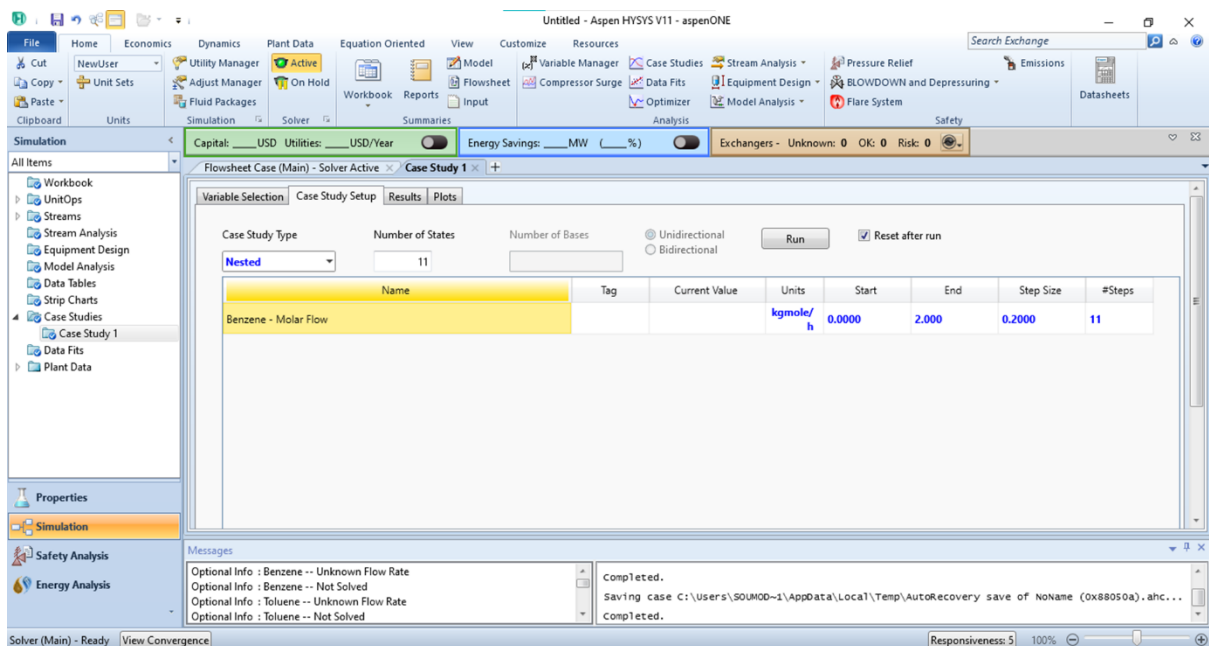 Untitled - Aspen HYSYS V11 - aspenONE
File Home Economics Dynamics Plant Data Equation Oriented View Customize Resources Search Exchange
Cut NewUser Utility Manager Active Model Variable Manager Case Studies Stream Analysis Pressure Relief Emissions
Copy Unit Sets Adjust Manager On Hold Workbook Reports Flowsheet Compressor Surge Data Fits Equipment Design BLOWDOWN and Depressuring Datasheets
Paste Fluid Packages Input Optimizer Model Analysis Flare System
Clipboard Units Simulation Solver Summaries Analysis Safety
Simulation < Capital: ____USD Utilities: ____USD/Year Energy Savings: ____MW (____%) Exchangers - Unknown: 0 OK: 0 Risk: 0
All Items Flowsheet Case (Main) - Solver Active Case Study 1 +
Workbook
UnitOps
Streams
Stream Analysis
Equipment Design
Model Analysis
Data Tables
Strip Charts
Case Studies
Case Study 1
Data Fits
Plant Data
Variable Selection Case Study Setup Results Plots
Case Study Type Number of States Number of Bases Unidirectional Run Reset after run
Nested 11 Bidirectional
Name Tag Current Value Units Start End Step Size #Steps
Benzene - Molar Flow kgmole/ 0.0000 2.000 0.2000 11
h
Properties
Simulation
Safety Analysis
Energy Analysis
Messages
Optional Info : Benzene -- Unknown Flow Rate
Optional Info : Benzene -- Not Solved
Optional Info : Toluene -- Unknown Flow Rate
Optional Info : Toluene -- Not Solved
Completed.
Saving case C:\Users\SOUMOD~1\AppData\Local\Temp\AutoRecovery save of NoName (0x88050a).ahc...
Completed.
Solver (Main) - Ready View Convergence Responsiveness: 5 100%